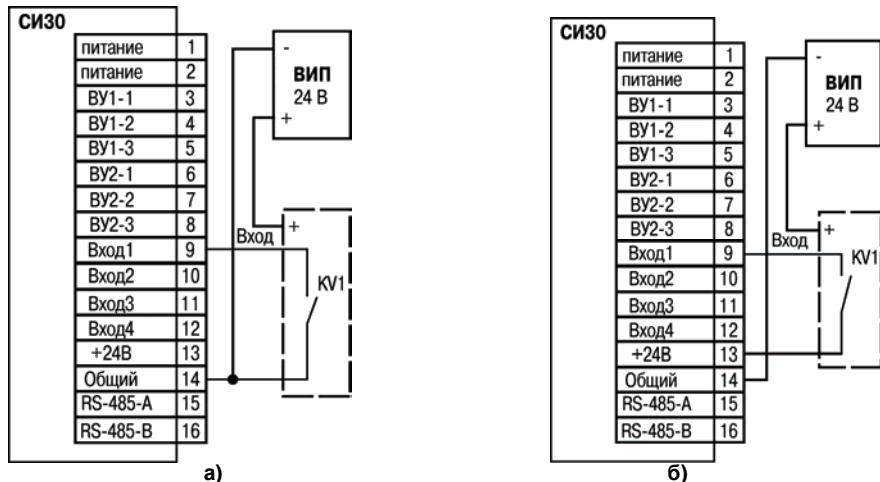 СИ30
питание 1
питание 2
ВУ1-1 3
ВУ1-2 4
ВУ1-3 5
ВУ2-1 6
ВУ2-2 7
ВУ2-3 8
Вход1 9
Вход2 10
Вход3 11
Вход4 12
+24В 13
Общий 14
RS-485-A 15
RS-485-B 16
-
ВИП
24 В
+
Вход
+
KV1
а)
СИ30
питание 1
питание 2
ВУ1-1 3
ВУ1-2 4
ВУ1-3 5
ВУ2-1 6
ВУ2-2 7
ВУ2-3 8
Вход1 9
Вход2 10
Вход3 11
Вход4 12
+24В 13
Общий 14
RS-485-A 15
RS-485-B 16
-
ВИП
24 В
+
Вход
+
KV1
б)